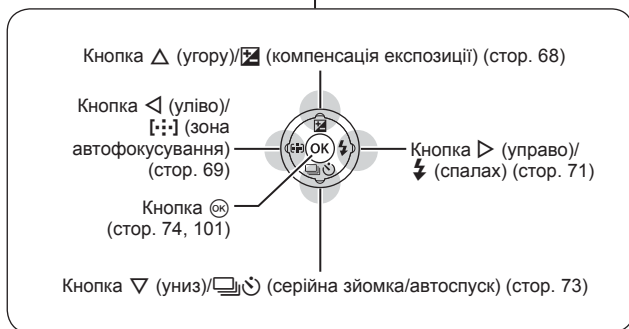 Кнопка △ (угору)/ (компенсація експозиції) (стор. 68)
Кнопка ◁ (уліво)/
[·:·] (зона
автофокусування)
(стор. 69)
OK
Кнопка ▷ (управо)/
(спалах) (стор. 71)
Кнопка OK
(стор. 74, 101)
Кнопка ▽ (униз)/ (серійна зйомка/автоспуск) (стор. 73)